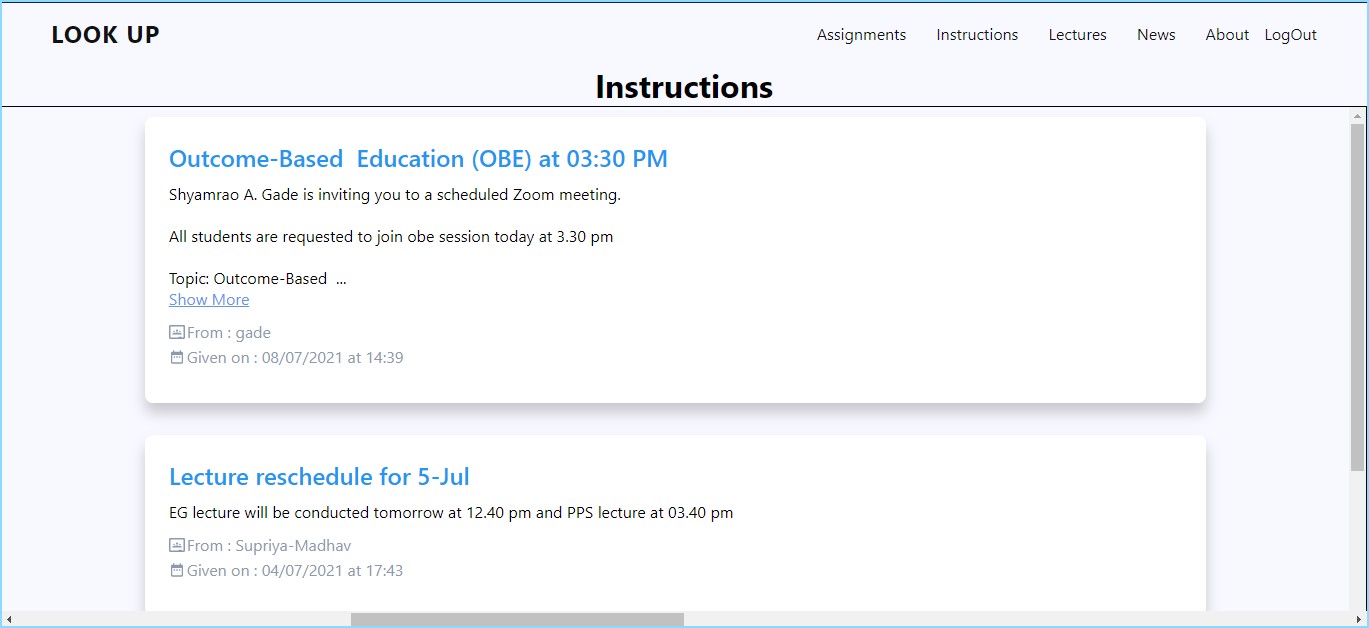 LOOK UP
Assignments Instructions Lectures News About LogOut
Instructions
Outcome-Based  Education (OBE) at 03:30 PM
Shyamrao A. Gade is inviting you to a scheduled Zoom meeting.
All students are requested to join obe session today at 3.30 pm
Topic: Outcome-Based  ...
Show More
From : gade
Given on : 08/07/2021 at 14:39
Lecture reschedule for 5-Jul
EG lecture will be conducted tomorrow at 12.40 pm and PPS lecture at 03.40 pm
From : Supriya-Madhav
Given on : 04/07/2021 at 17:43